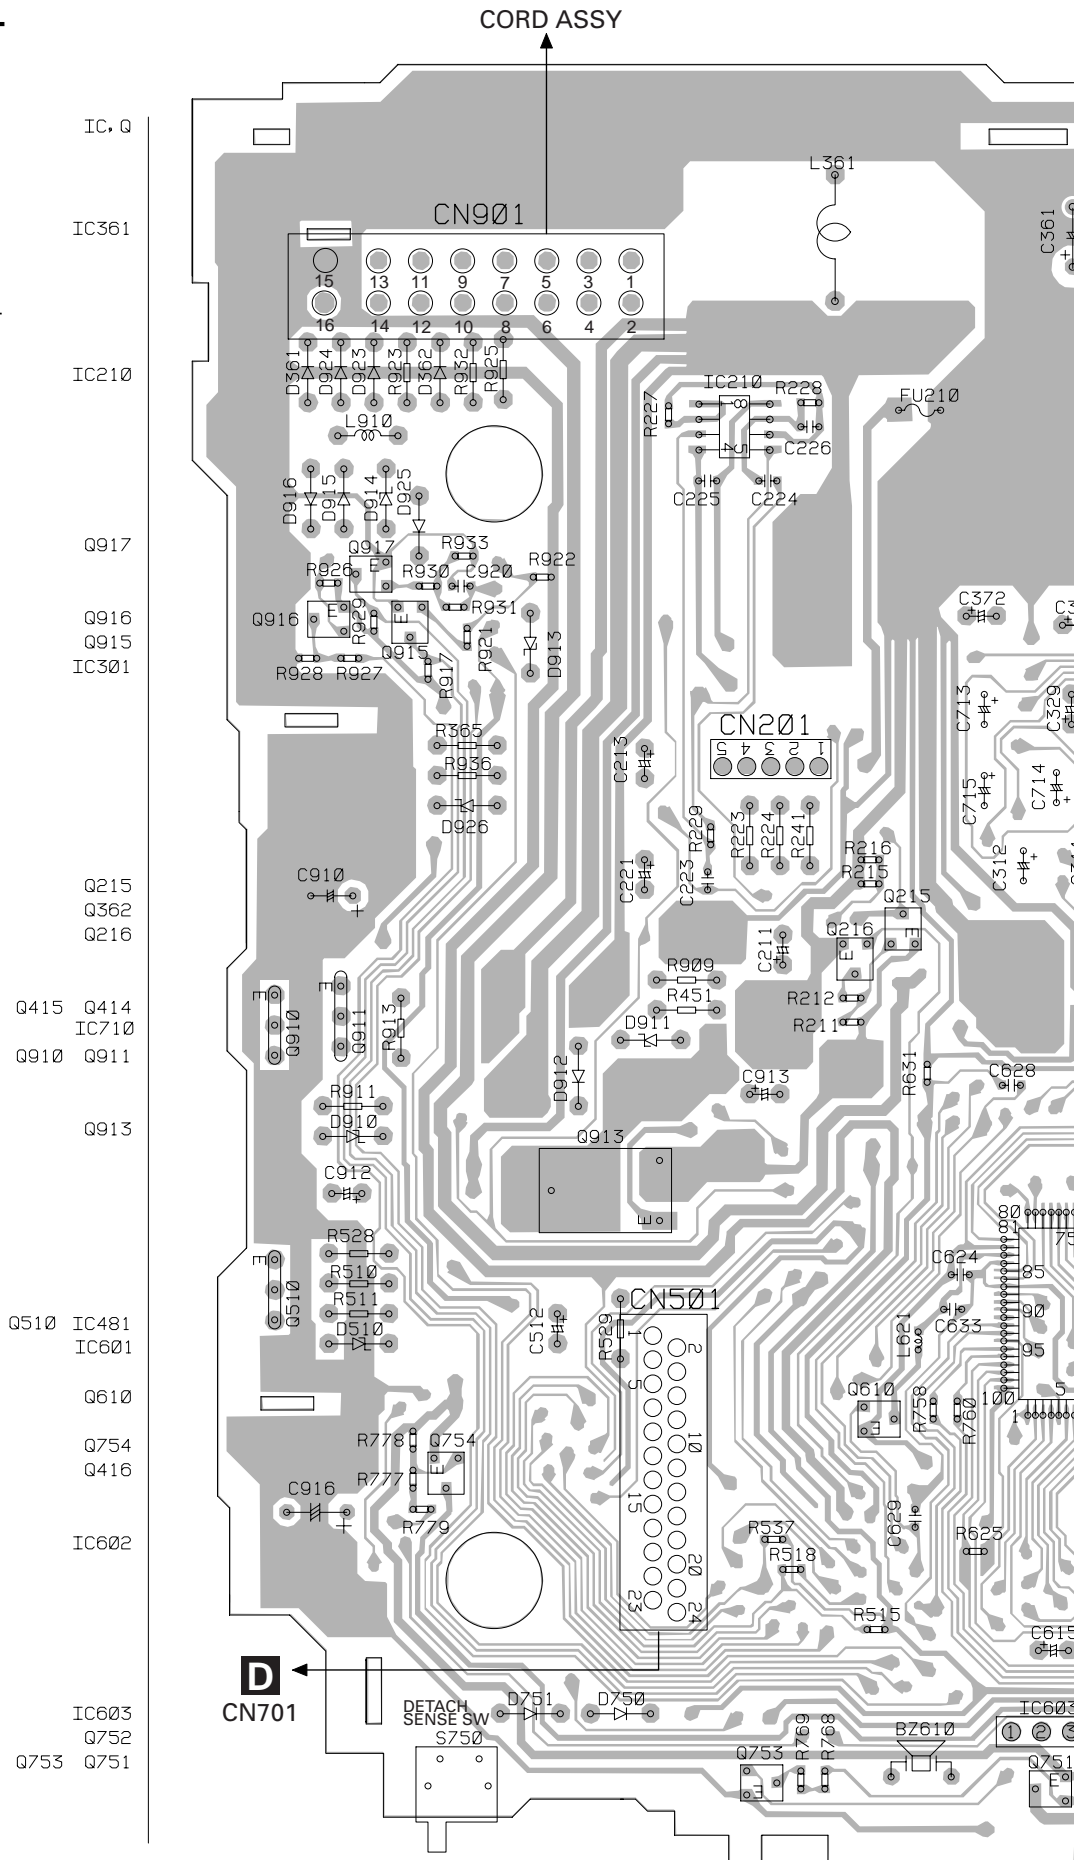 CORD ASSY
IC, Q
L361
CN901
IC361
C361
15 13 11 9 7 5 3 1
16 14 12 10 8 6 4 2
D361 D924 D923 R923 D362 R932 R925
IC210
IC210
R228
FU210
R227
1 8
4 5
L910
C226
D916 D915 D914 D925
C225 C224
Q917
Q917
R933
R926 R930 C920 R922
Q916
Q916
E
R929
E
R931
C372
Q915
Q915
R921
D913
IC301
R928 R927 R917
C713
C329
R365
CN201
C213
5 4 3 2 1
R936
C715
C714
D926
R229
R223
R224
R241
R216
C312
C910
C221
C223
R215
Q215
Q215
Q362
Q216
Q216
E
E
C211
R909
E
E
R451
R212
Q415 Q414
Q910
Q911
R913
D911
R211
IC710
Q910 Q911
D912
R631
C628
R911
C913
D910
Q913
Q913
C912
E
80
81
75
R528
C624
85
E
R510
CN501
R511
90
Q510
C512
R529
C633
Q510 IC481
D510
1
2
L621
IC601
95
5
Q610
Q610
R758
R760
100
5
1
E
Q754
R778
Q754
10
Q416
R777
E
15
C916
R779
C629
IC602
R537
R625
R518
20
23
24
R515
C615
D
CN701
DETACH
SENSE SW
D751
D750
IC603
IC603
1 2 3
Q752
S750
R769
R768
BZ610
Q753 Q751
Q753
Q751
E
E